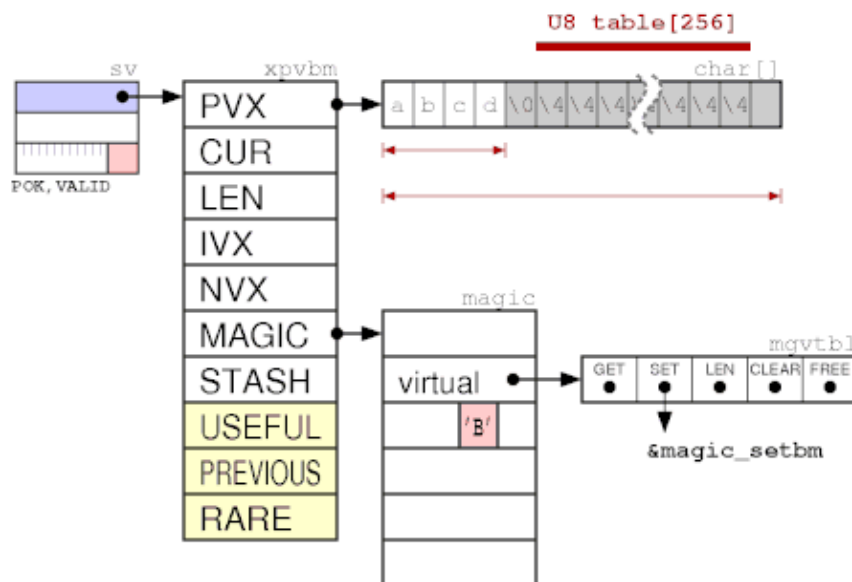 U8 table[256]
sv
xpvbm
char[]
PVX
a b c d \0 \4 \4 \4 \ \4 \4 \4
CUR
POK,VALID
LEN
IVX
NVX
magic
MAGIC
mgvtbl
STASH
virtual
GET SET LEN CLEAR FREE
USEFUL
'B'
&magic_setbm
PREVIOUS
RARE